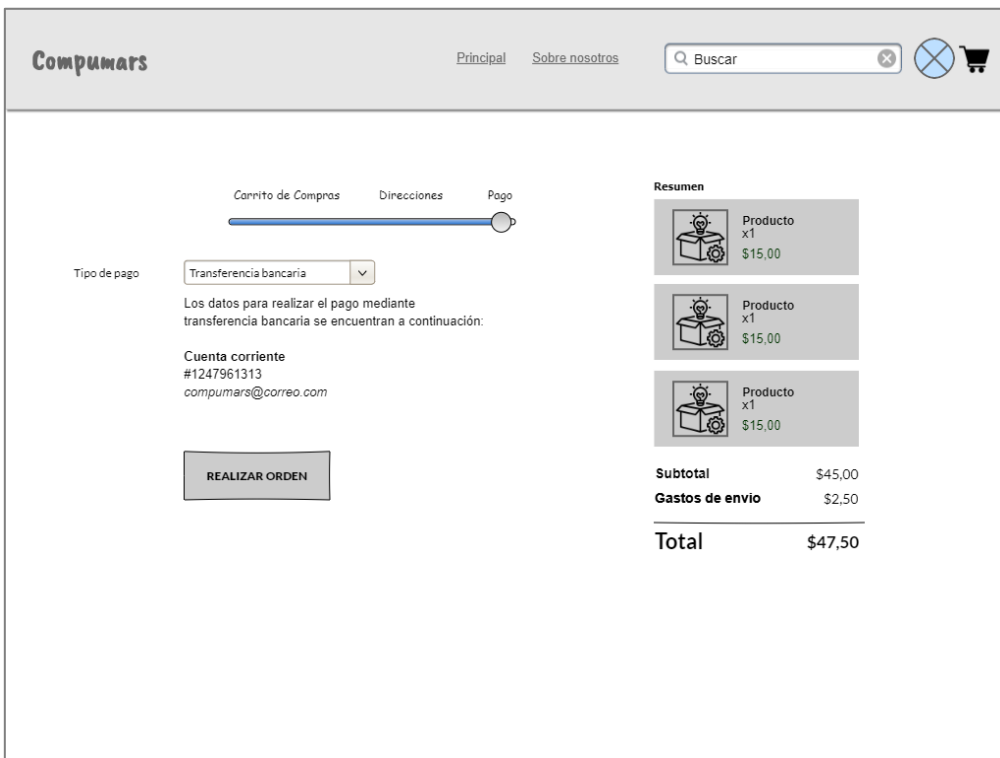 Compumars
Principal
Sobre nosotros
Buscar
Carrito de Compras
Direcciones
Pago
Tipo de pago
Transferencia bancaria
Los datos para realizar el pago mediante
transferencia bancaria se encuentran a continuación:
Cuenta corriente
#1247961313
compumars@correo.com
REALIZAR ORDEN
Resumen
Producto
x1
$15,00
Producto
x1
$15,00
Producto
x1
$15,00
Subtotal $45,00
Gastos de envio $2,50
Total $47,50